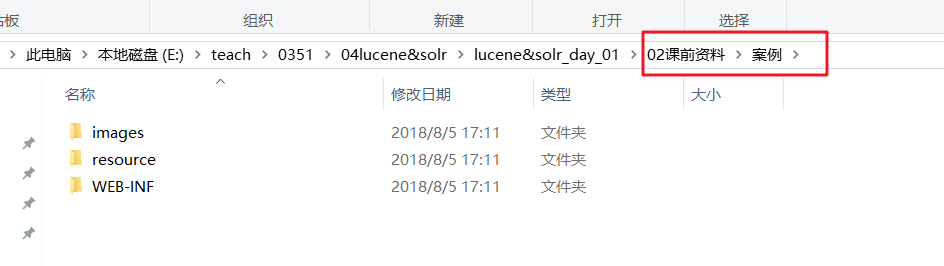 组织 新建 打开 选择
此电脑 > 本地磁盘 (E:) > teach > 0351 > 04lucene&solr > lucene&solr_day_01 > 02课前资料 > 案例 >
名称 修改日期 类型 大小
images 2018/8/5 17:11 文件夹
resource 2018/8/5 17:11 文件夹
WEB-INF 2018/8/5 17:11 文件夹